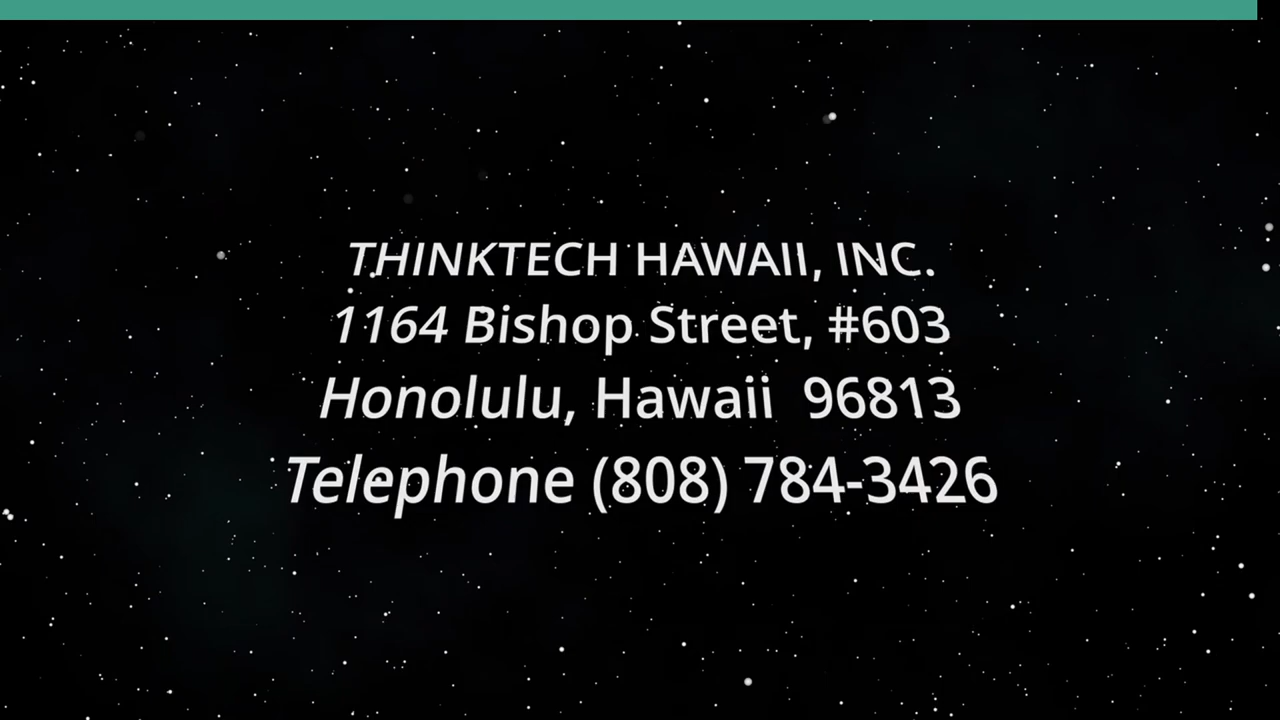 THINKTECH HAWAII, INC.
1164 Bishop Street, #603
Honolulu, Hawaii 96813
Telephone (808) 784-3426